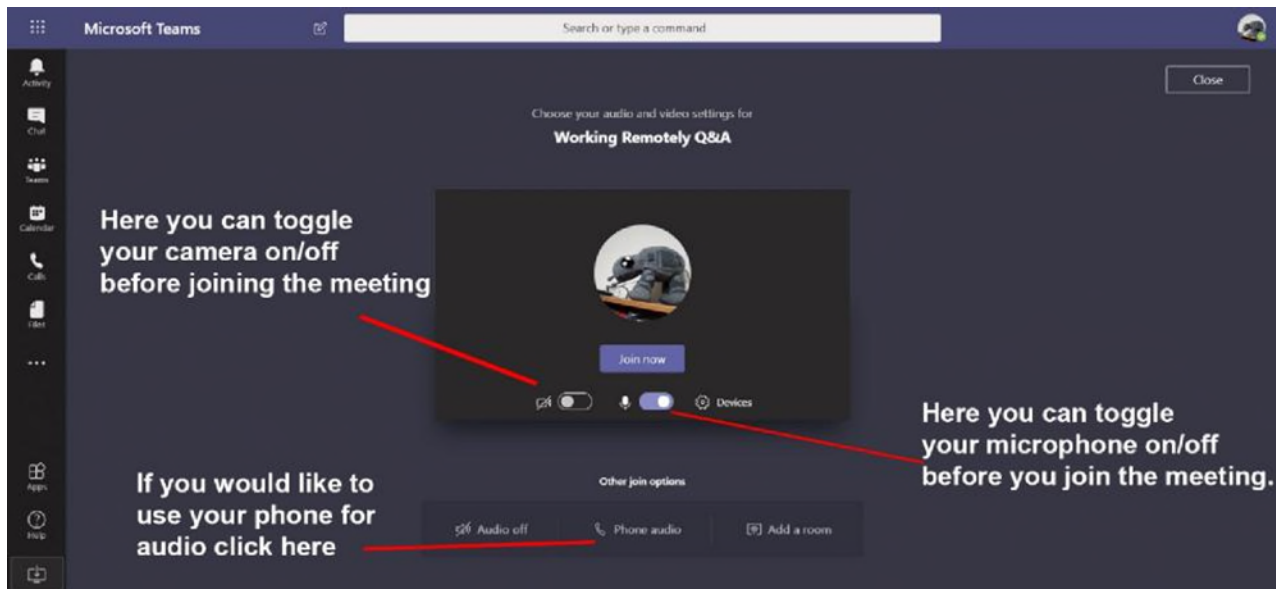 Microsoft Teams
Search or type a command
Activity
Close
Chat
Choose your audio and video settings for
Working Remotely Q&A
Teams
Calendar
Here you can toggle
your camera on/off
before joining the meeting
Calls
Files
Join now
Devices
Here you can toggle
your microphone on/off
before you join the meeting.
Apps
If you would like to
use your phone for
audio click here
Other join options
Help
Audio off
Phone audio
Add a room